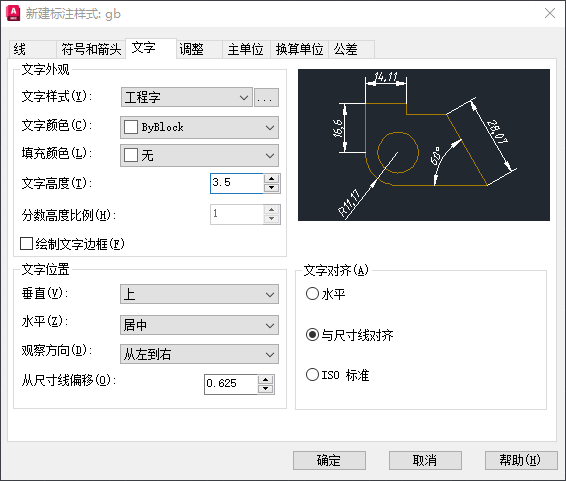 新建标注样式: gb
线 符号和箭头 文字 调整 主单位 换算单位 公差
文字外观
文字样式(Y): 工程字 ...
文字颜色(C): ByBlock
填充颜色(L): 无
文字高度(T): 3.5
分数高度比例(H): 1
绘制文字边框(F)
14,11
16,6
28,07
60°
R11,17
文字位置
垂直(V): 上
水平(Z): 居中
观察方向(D): 从左到右
从尺寸线偏移(O): 0.625
文字对齐(A)
水平
与尺寸线对齐
ISO 标准
确定 取消 帮助(H)